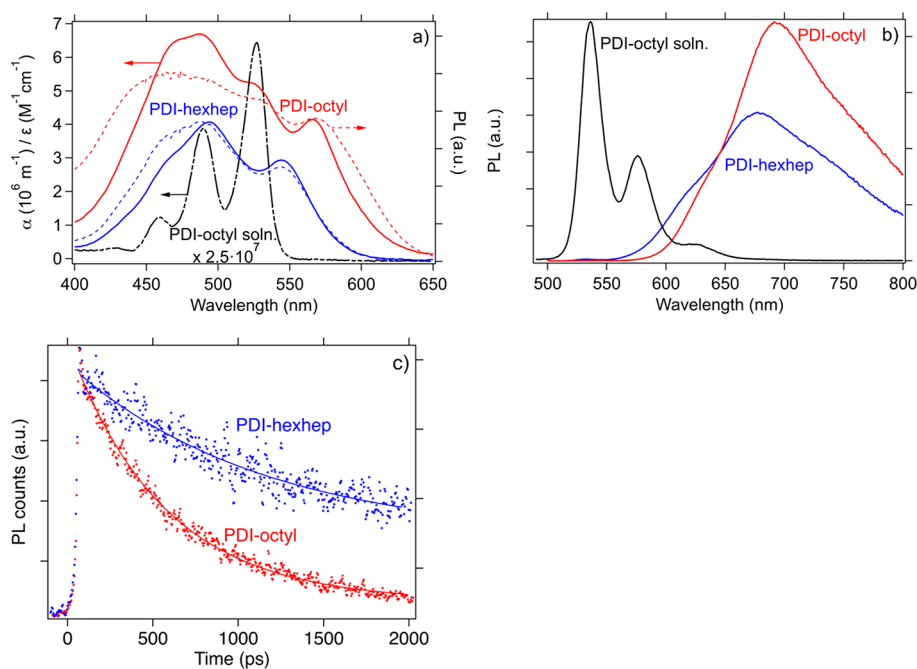 a)
7
6
5
4
3
2
1
0
α (10⁶ m⁻¹) / ε (M⁻¹cm⁻¹)
PL (a.u.)
PDI-hexhep
PDI-octyl
PDI-octyl soln.
x 2.5·10⁷
400 450 500 550 600 650
Wavelength (nm)
b)
PL (a.u.)
PDI-octyl soln.
PDI-octyl
PDI-hexhep
500 550 600 650 700 750 800
Wavelength (nm)
c)
PL counts (a.u.)
PDI-hexhep
PDI-octyl
0 500 1000 1500 2000
Time (ps)